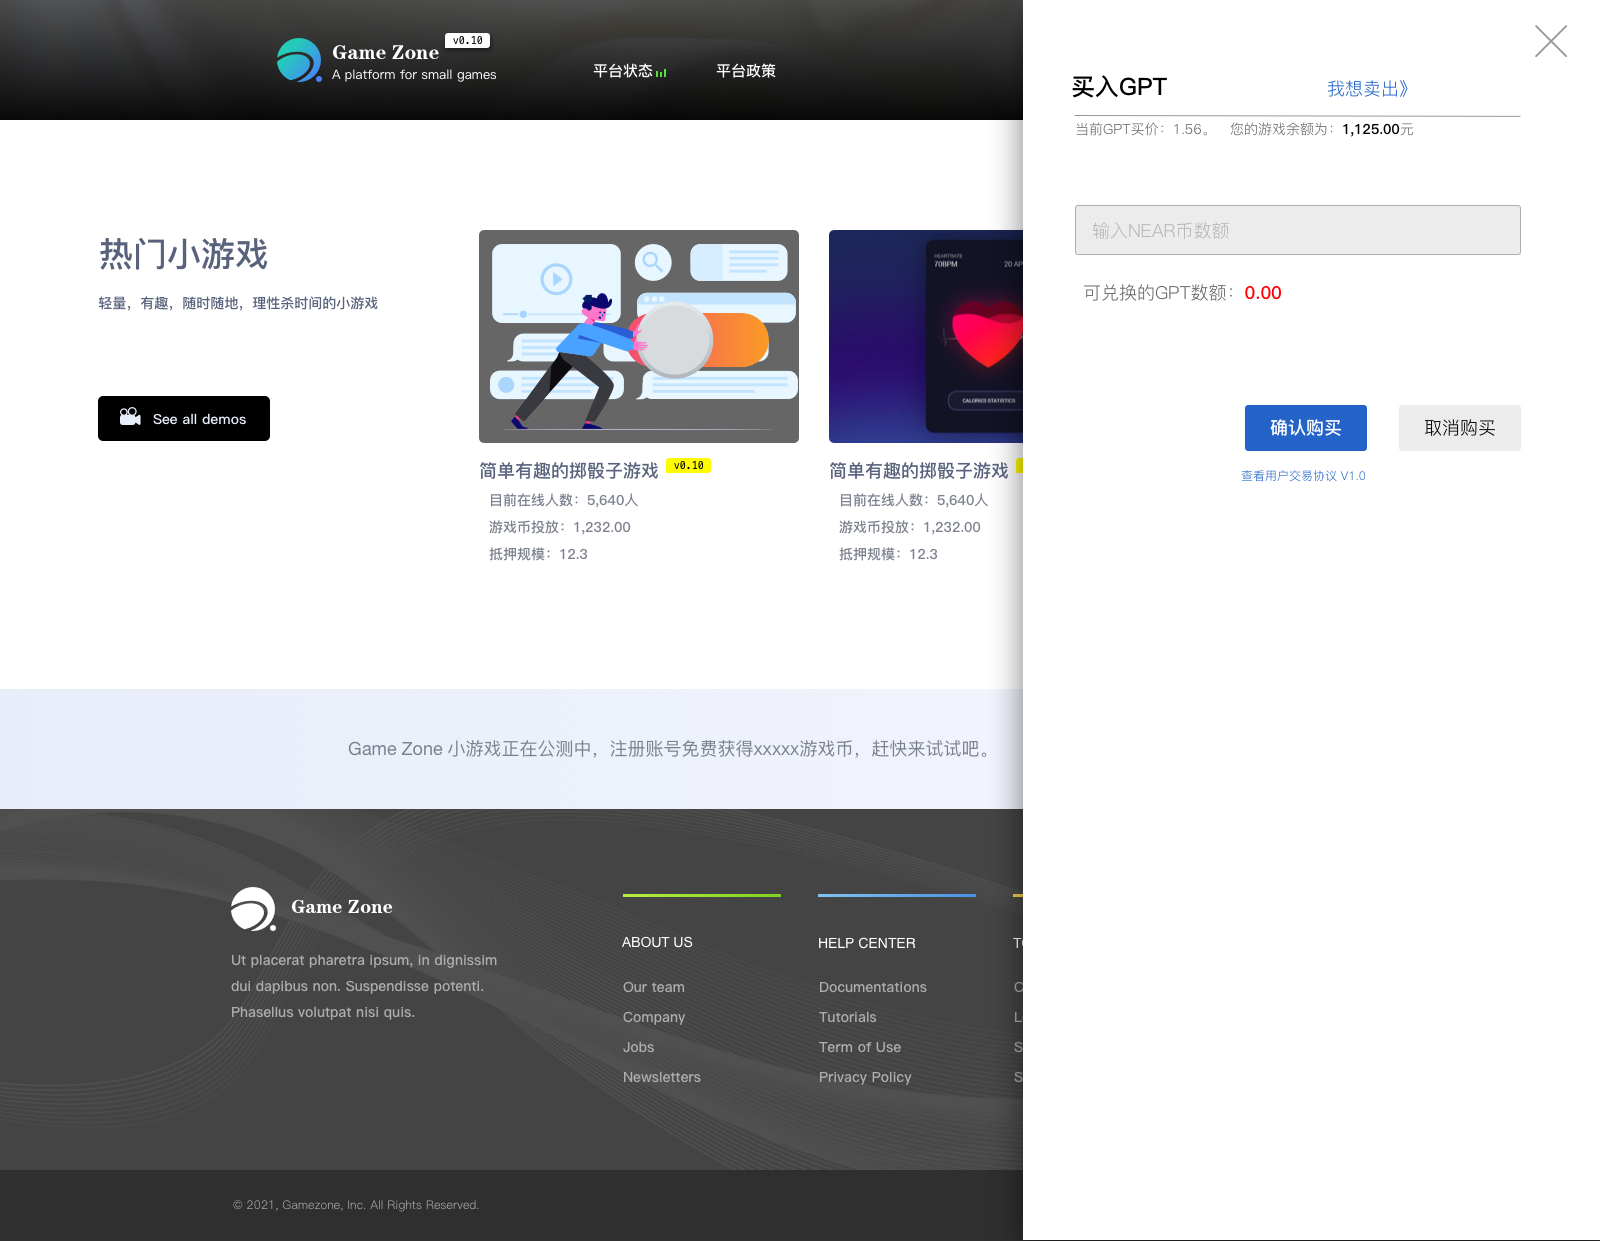 Game Zone
v0.10
A platform for small games
平台状态
平台政策
热门小游戏
轻量，有趣，随时随地，理性杀时间的小游戏
See all demos
HEARTRATE
70BPM
20 AP
CALORIES STATISTICS
简单有趣的掷骰子游戏
v0.10
目前在线人数：5,640人
游戏币投放：1,232.00
抵押规模：12.3
简单有趣的掷骰子游戏
目前在线人数：5,640人
游戏币投放：1,232.00
抵押规模：12.3
Game Zone 小游戏正在公测中，注册账号免费获得xxxxx游戏币，赶快来试试吧。
Game Zone
Ut placerat pharetra ipsum, in dignissim
dui dapibus non. Suspendisse potenti.
Phasellus volutpat nisi quis.
ABOUT US
Our team
Company
Jobs
Newsletters
HELP CENTER
Documentations
Tutorials
Term of Use
Privacy Policy
© 2021, Gamezone, Inc. All Rights Reserved.
买入GPT
我想卖出》
当前GPT买价：1.56。 您的游戏余额为：1,125.00元
输入NEAR币数额
可兑换的GPT数额：0.00
确认购买
取消购买
查看用户交易协议 V1.0